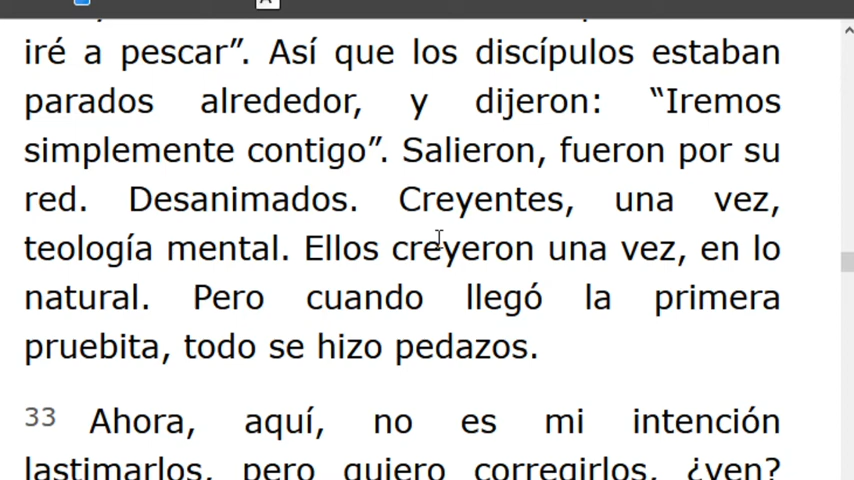 iré a pescar”. Así que los discípulos estaban
parados alrededor, y dijeron: “Iremos
simplemente contigo”. Salieron, fueron por su
red. Desanimados. Creyentes, una vez,
teología mental. Ellos creyeron una vez, en lo
natural. Pero cuando llegó la primera
pruebita, todo se hizo pedazos.
33 Ahora, aquí, no es mi intención
lastimarlos, pero quiero corregirlos, ¿ven?